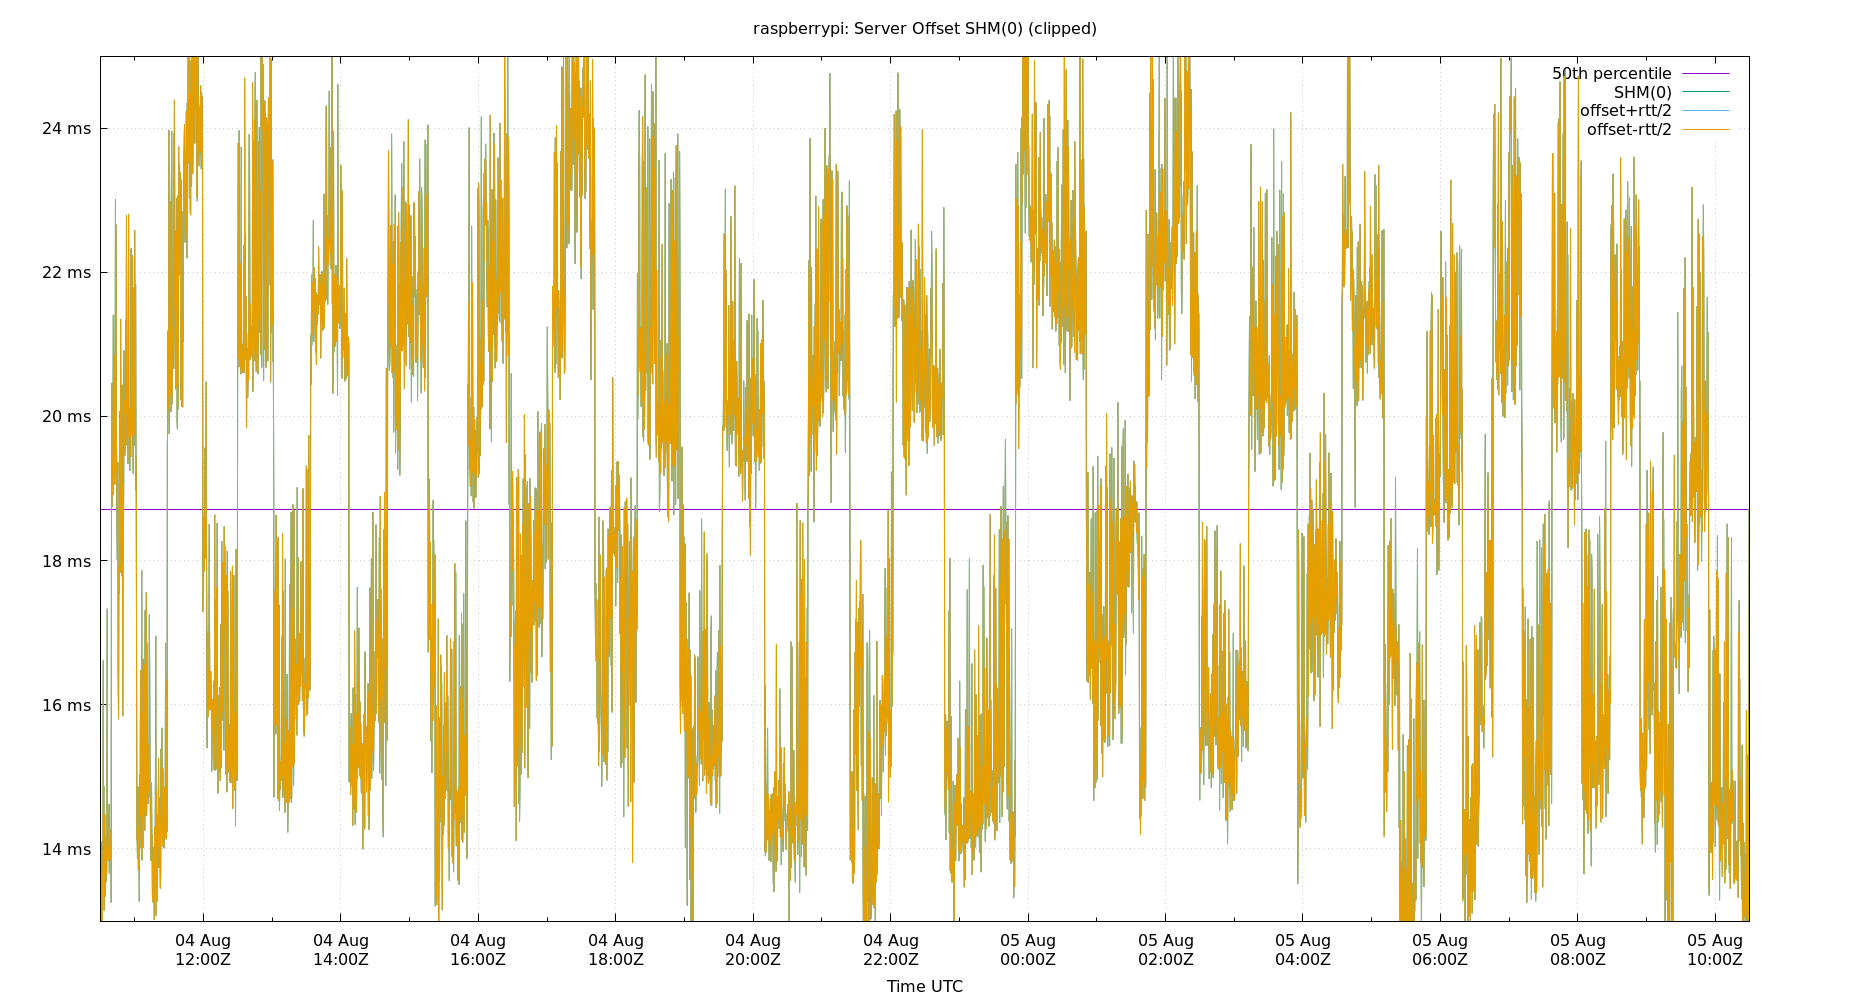 raspberrypi: Server Offset SHM(0) (clipped)
50th percentile
SHM(0)
offset+rtt/2
offset-rtt/2
24 ms
22 ms
20 ms
18 ms
16 ms
14 ms
04 Aug 04 Aug 04 Aug 04 Aug 04 Aug 04 Aug 05 Aug 05 Aug 05 Aug 05 Aug 05 Aug 05 Aug
12:00Z 14:00Z 16:00Z 18:00Z 20:00Z 22:00Z 00:00Z 02:00Z 04:00Z 06:00Z 08:00Z 10:00Z
Time UTC